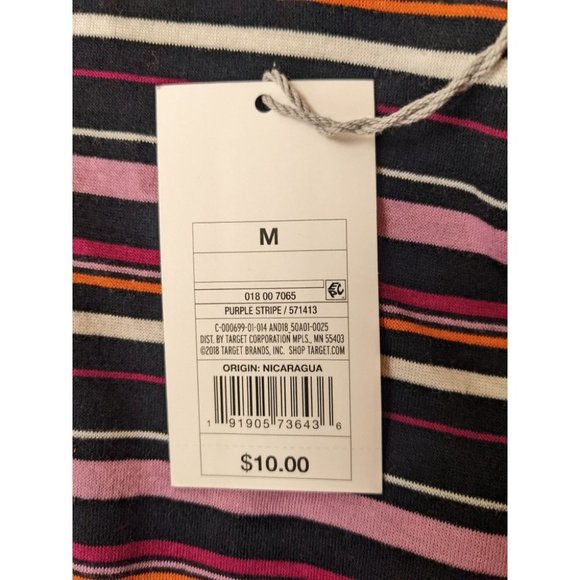 M
018 00 7065
PURPLE STRIPE / 571413
C-000699-01-014 AND18_50A01-0025
DIST. BY TARGET CORPORATION MPLS., MN 55403
©2018 TARGET BRANDS, INC. SHOP TARGET.COM
ORIGIN: NICARAGUA
1 91905 73643 6
$10.00